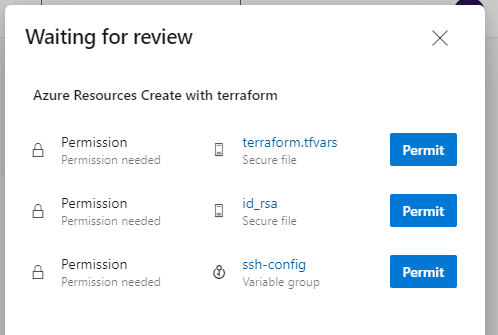 Waiting for review
Azure Resources Create with terraform
Permission
Permission needed
terraform.tfvars
Secure file
Permit
Permission
Permission needed
id_rsa
Secure file
Permit
Permission
Permission needed
ssh-config
Variable group
Permit